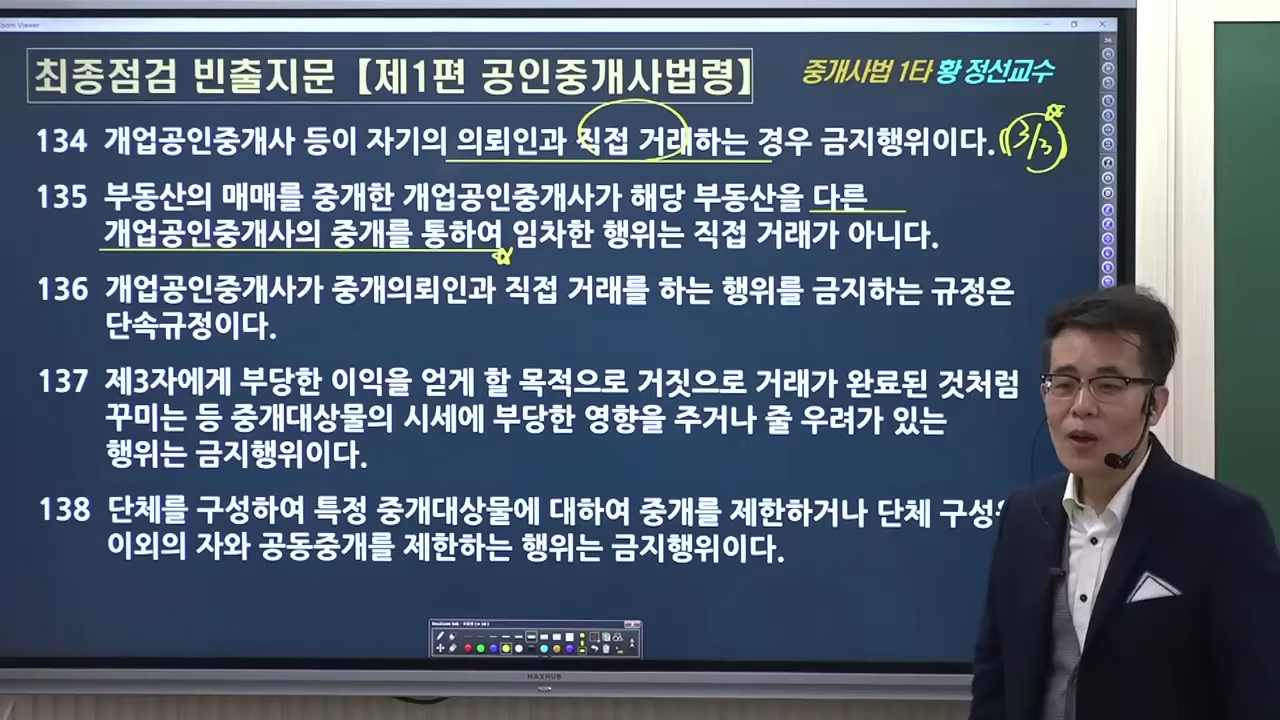 Zoom Viewer
최종점검 빈출지문 【제1편 공인중개사법령】
중개사법 1타 황 정선교수
134 개업공인중개사 등이 자기의 의뢰인과 직접 거래하는 경우 금지행위이다. (3/3)
135 부동산의 매매를 중개한 개업공인중개사가 해당 부동산을 다른
개업공인중개사의 중개를 통하여 임차한 행위는 직접 거래가 아니다.
136 개업공인중개사가 중개의뢰인과 직접 거래를 하는 행위를 금지하는 규정은
단속규정이다.
137 제3자에게 부당한 이익을 얻게 할 목적으로 거짓으로 거래가 완료된 것처럼
꾸미는 등 중개대상물의 시세에 부당한 영향을 주거나 줄 우려가 있는
행위는 금지행위이다.
138 단체를 구성하여 특정 중개대상물에 대하여 중개를 제한하거나 단체 구성
이외의 자와 공동중개를 제한하는 행위는 금지행위이다.
MAXHUB